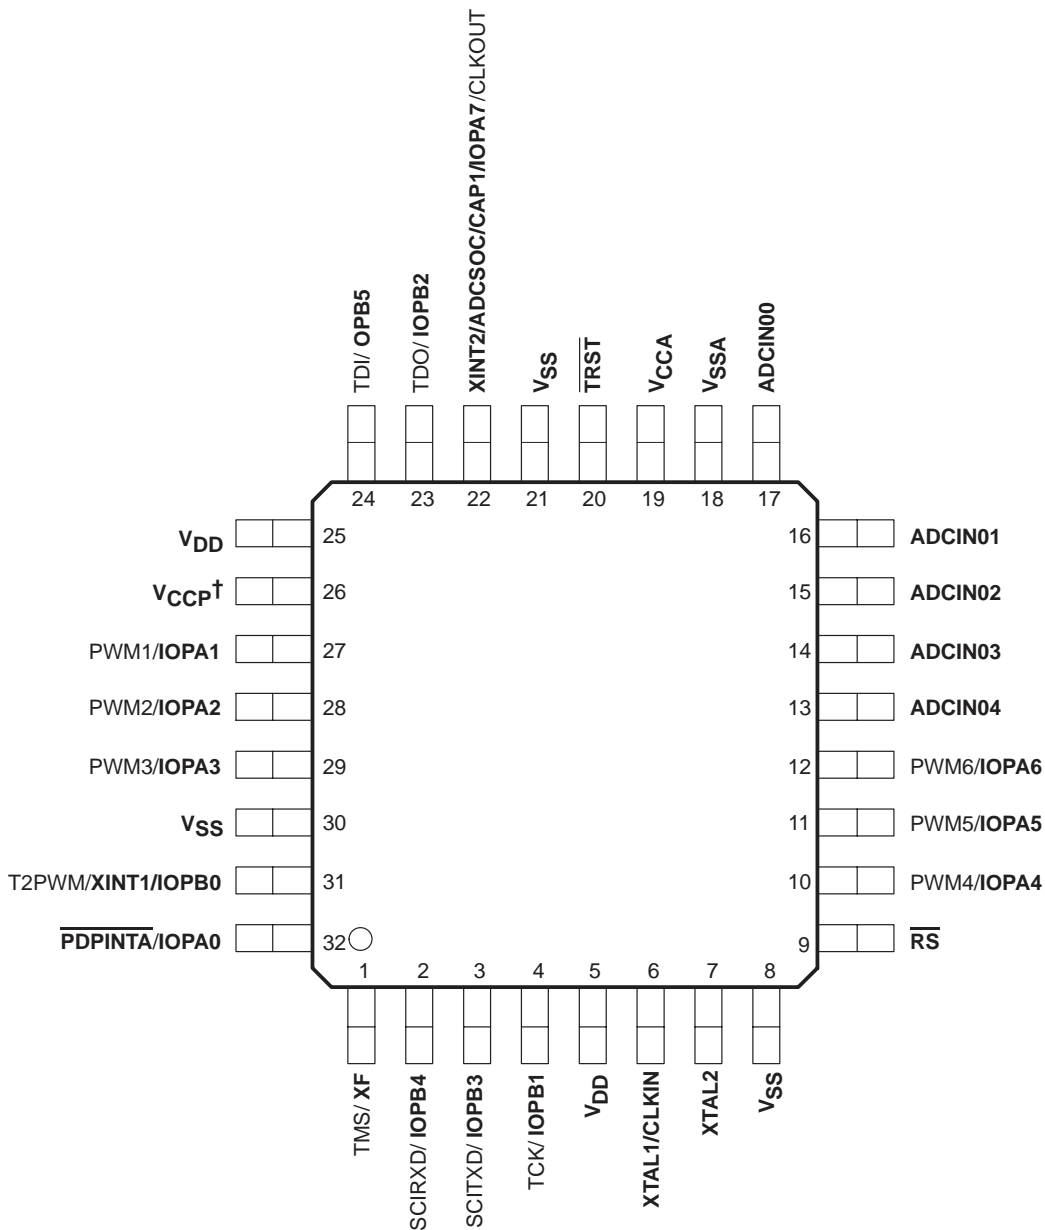 TDI/ OPB5
TDO/ IOPB2
XINT2/ADCSOC/CAP1/IOPA7/CLKOUT
VSS
TRST
VCCA
VSSA
ADCIN00
24
23
22
21
20
19
18
17
VDD
25
16
ADCIN01
VCCP†
26
15
ADCIN02
PWM1/IOPA1
27
14
ADCIN03
PWM2/IOPA2
28
13
ADCIN04
PWM3/IOPA3
29
12
PWM6/IOPA6
VSS
30
11
PWM5/IOPA5
T2PWM/XINT1/IOPB0
31
10
PWM4/IOPA4
PDPINTA/IOPA0
32
9
RS
1
2
3
4
5
6
7
8
TMS/ XF
SCIRXD/ IOPB4
SCITXD/ IOPB3
TCK/ IOPB1
VDD
XTAL1/CLKIN
XTAL2
VSS